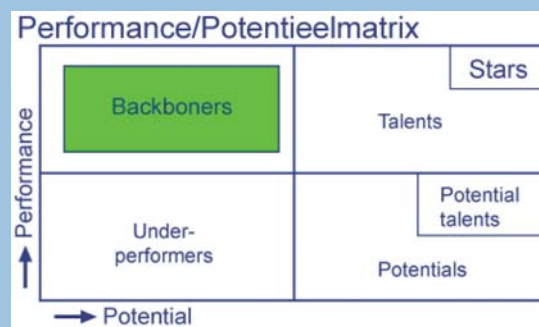 Performance/Potentieelmatrix
Stars
Backboners
Talents
Performance
Potential
talents
Under-
performers
Potentials
Potential